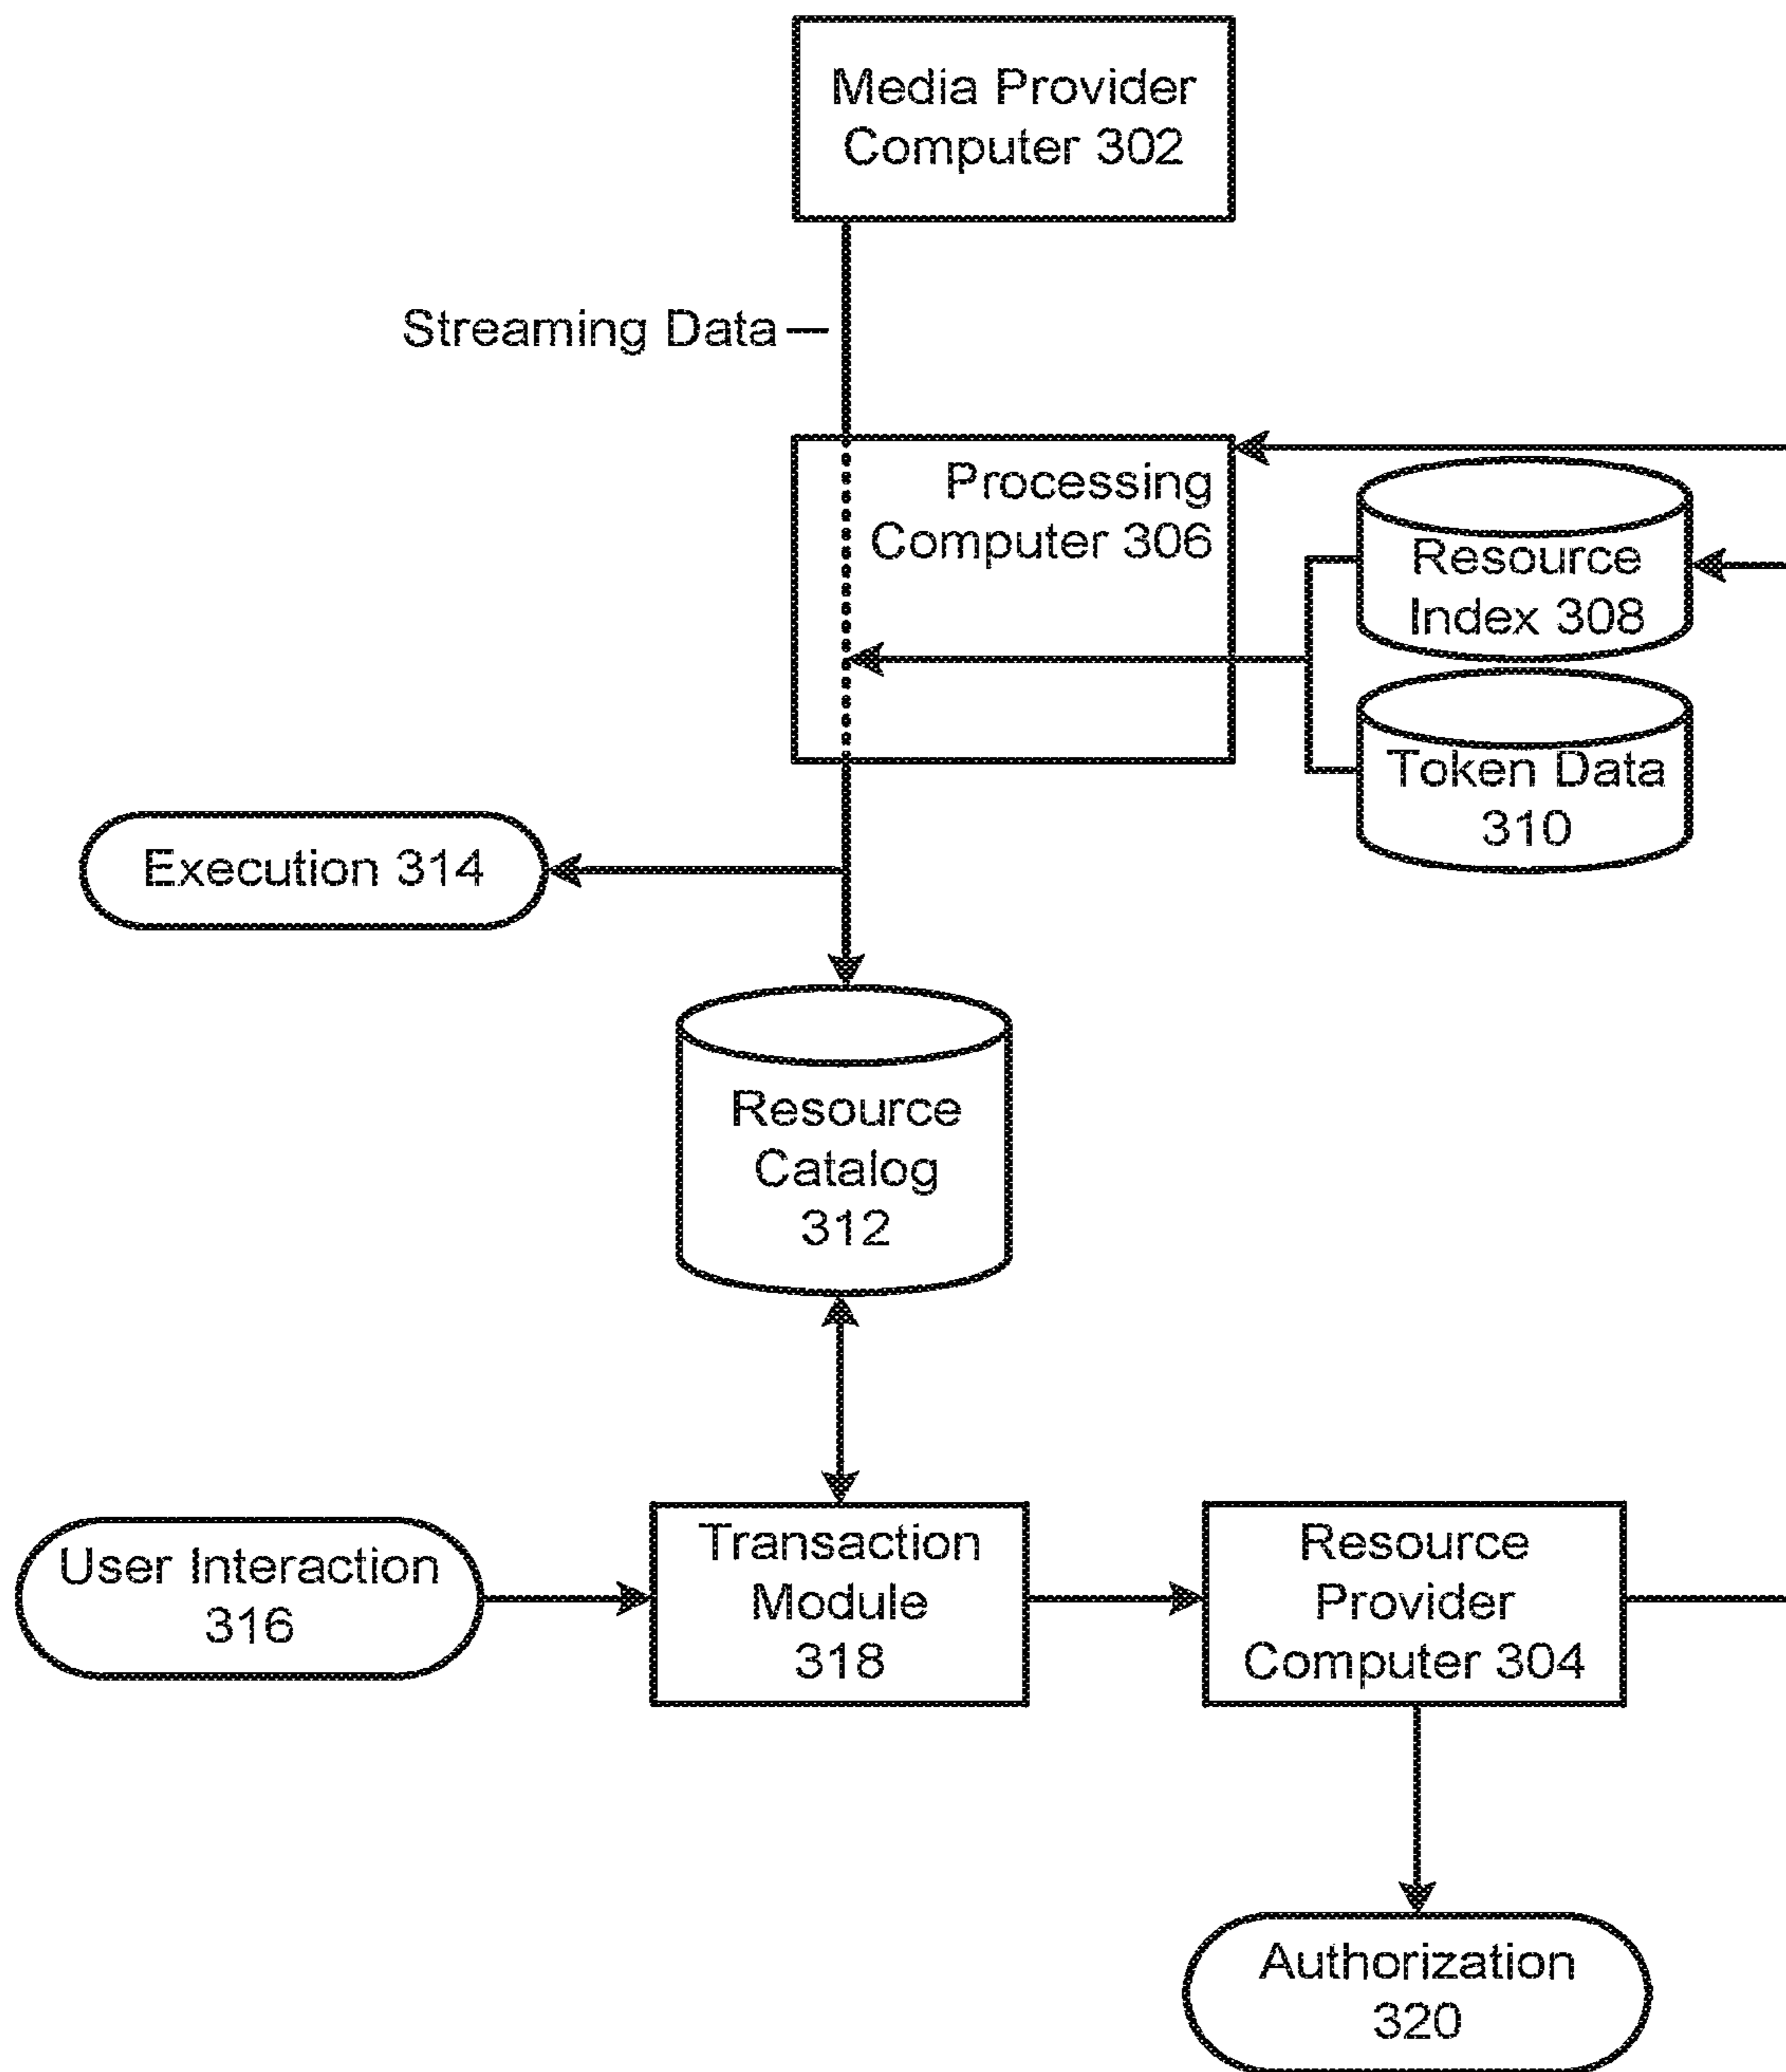 Media Provider
Computer 302
Streaming Data
Processing
Computer 306
Resource
Index 308
Token Data
310
Execution 314
Resource
Catalog
312
User Interaction
316
Transaction
Module
318
Resource
Provider
Computer 304
Authorization
320